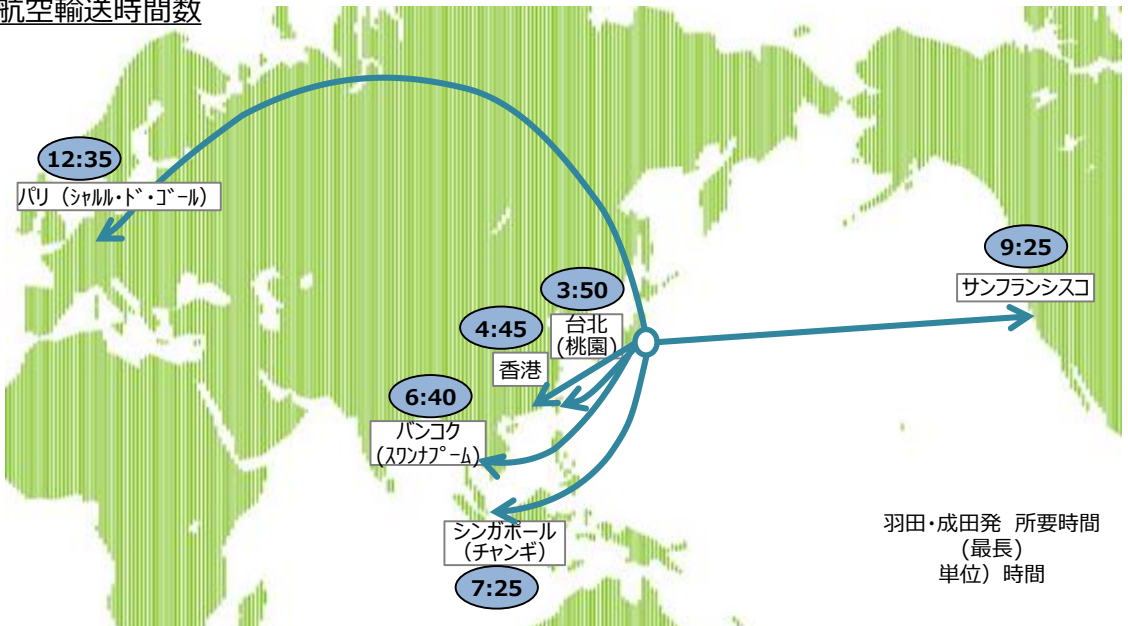 航空輸送時間数
12:35
パリ（シャルル・ド・ゴール）
9:25
サンフランシスコ
3:50
台北
(桃園)
4:45
香港
6:40
バンコク
(スワンナプーム)
シンガポール
（チャンギ）
7:25
羽田・成田発 所要時間
(最長)
単位）時間